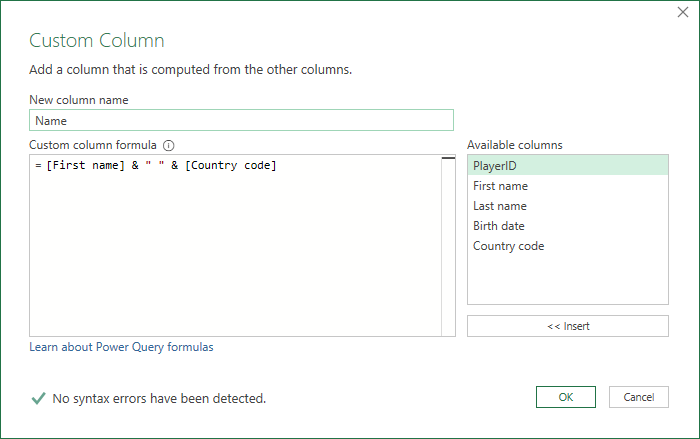 Custom Column
Add a column that is computed from the other columns.
New column name
Name
Custom column formula
= [First name] & " " & [Country code]
Available columns
PlayerID
First name
Last name
Birth date
Country code
<< Insert
Learn about Power Query formulas
No syntax errors have been detected.
OK
Cancel